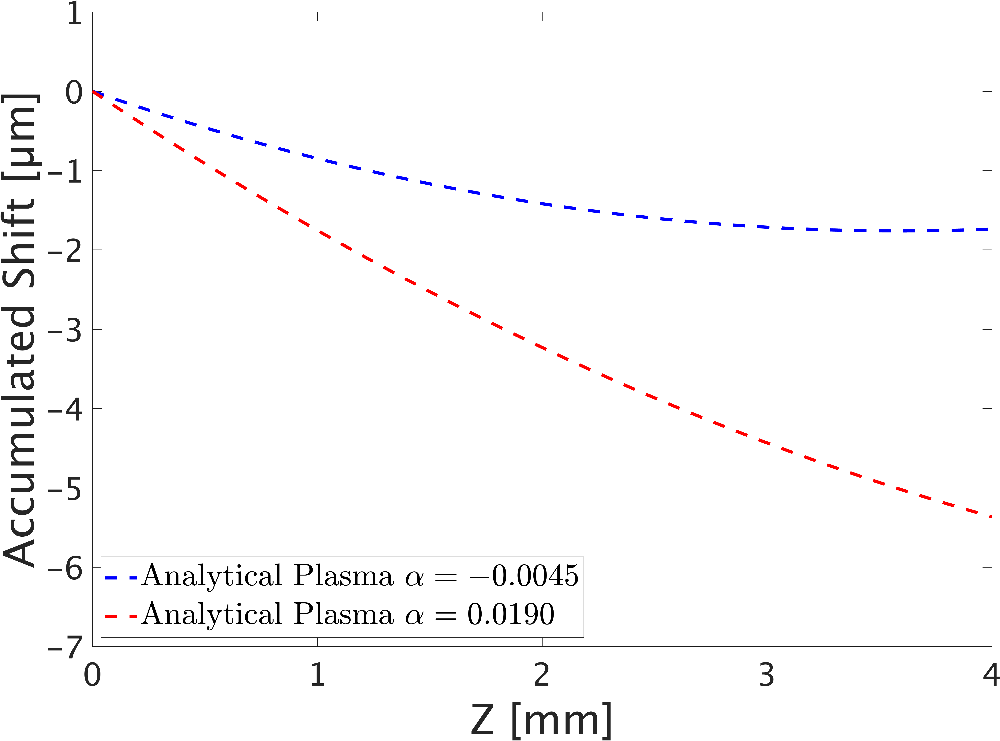 Accumulated Shift [µm]
1
0
−1
−2
−3
−4
−5
−6
−7
Analytical Plasma α = −0.0045
Analytical Plasma α = 0.0190
0 1 2 3 4
Z [mm]